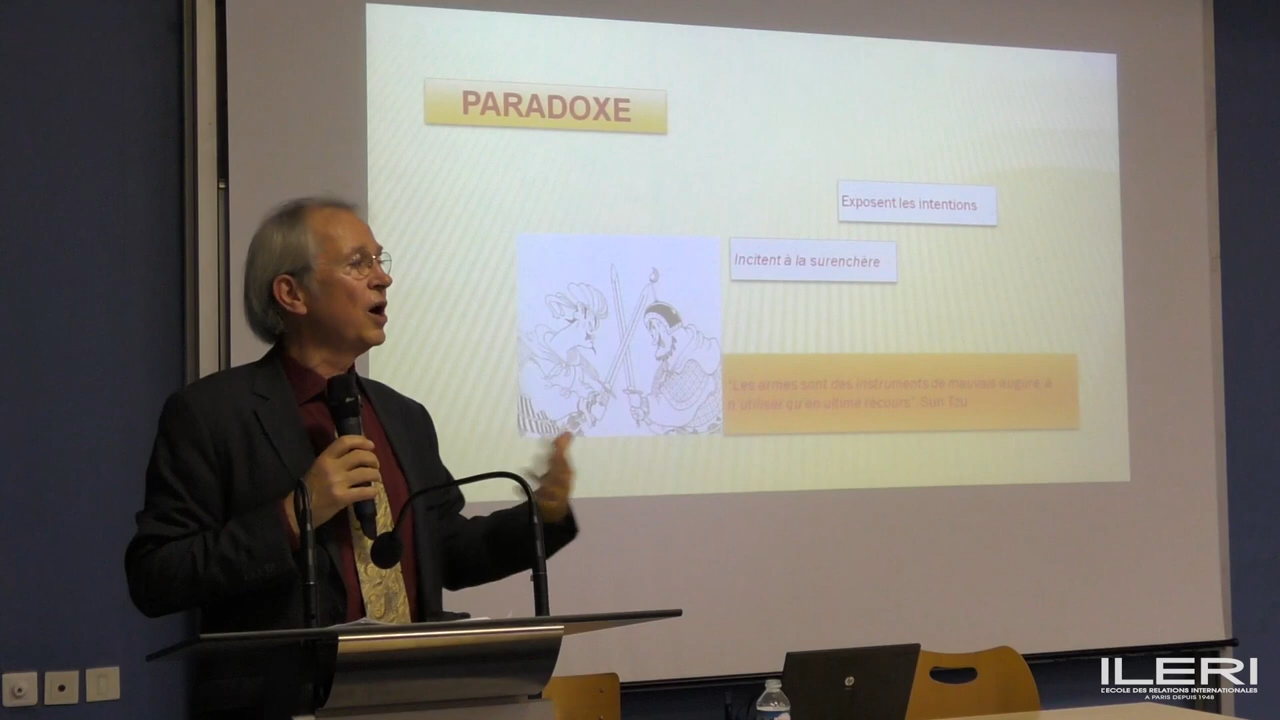 PARADOXE
Exposent les intentions
Incitent à la surenchère
"Les armes sont des instruments de mauvais augure, à
n'utiliser qu'en ultime recours" Sun Tzu
hp
ILERI
L'ECOLE DES RELATIONS INTERNATIONALES
A PARIS DEPUIS 1948